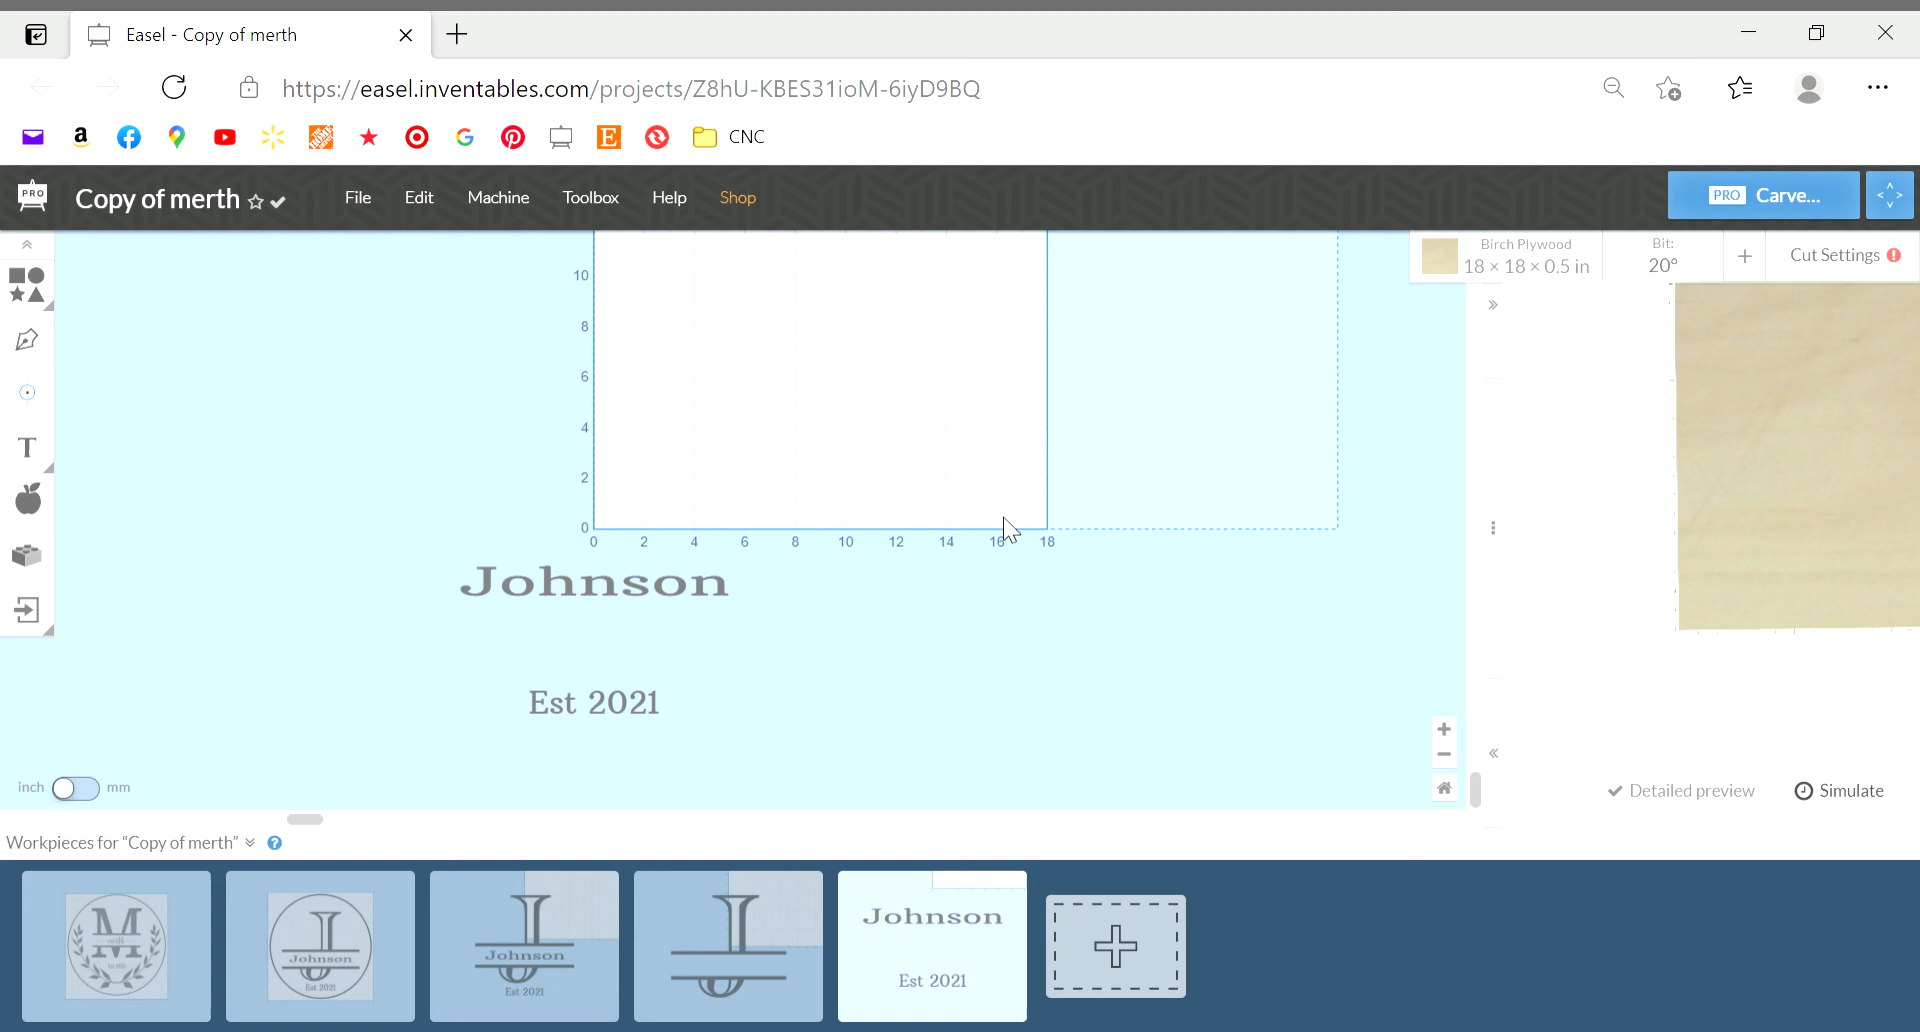 Easel - Copy of merth
https://easel.inventables.com/projects/Z8hU-KBES31ioM-6iyD9BQ
CNC
PRO
Copy of merth
File
Edit
Machine
Toolbox
Help
Shop
PRO Carve...
Birch Plywood
18 × 18 × 0.5 in
Bit:
20°
+
Cut Settings
10
8
6
4
2
0
0 2 4 6 8 10 12 14 16 18
Johnson
Est 2021
inch
mm
Detailed preview
Simulate
Workpieces for “Copy of merth”
M
Est 2021
J
Johnson
Est 2021
J
Johnson
Est 2021
J
Johnson
Est 2021